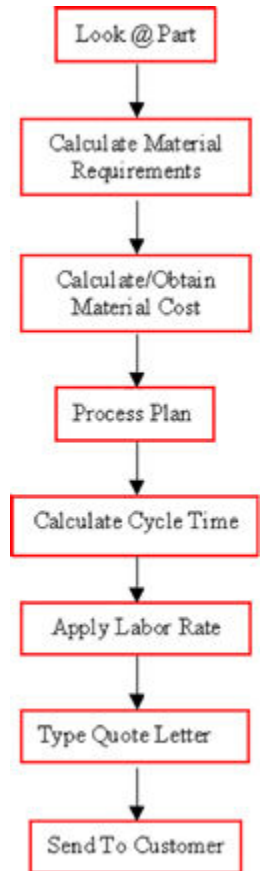 Look @ Part
Calculate Material
Requirements
Calculate/Obtain
Material Cost
Process Plan
Calculate Cycle Time
Apply Labor Rate
Type Quote Letter
Send To Customer